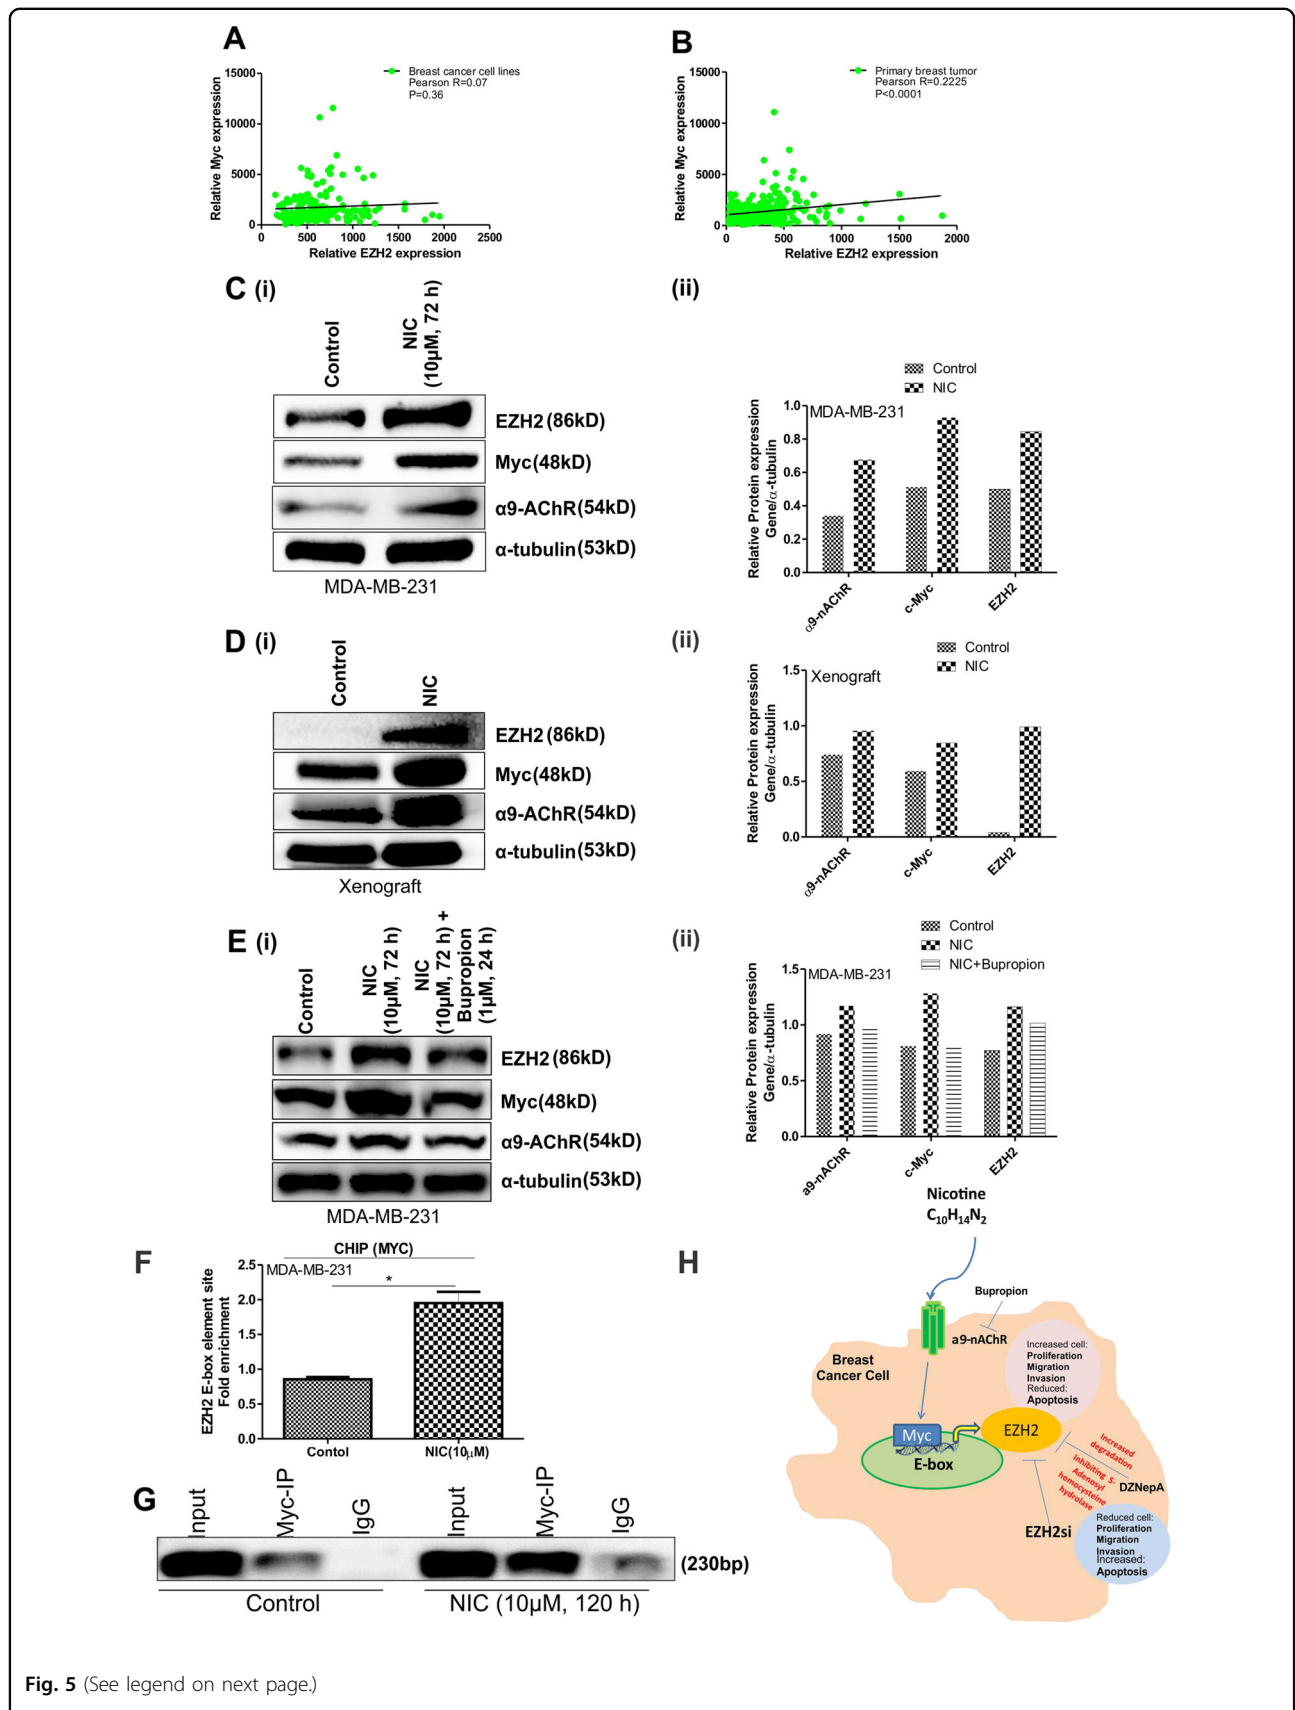 A
Breast cancer cell lines
Pearson R=0.07
P=0.36
Relative Myc expression
15000
10000
5000
0
0 500 1000 1500 2000 2500
Relative EZH2 expression
B
Primary breast tumor
Pearson R=0.2225
P<0.0001
Relative Myc expression
15000
10000
5000
0
0 500 1000 1500 2000
Relative EZH2 expression
C (i)
Control
NIC
(10µM, 72 h)
EZH2 (86kD)
Myc(48kD)
α9-AChR(54kD)
α-tubulin(53kD)
MDA-MB-231
(ii)
Control
NIC
MDA-MB-231
Relative Protein expression
Gene/α-tubulin
1.0
0.8
0.6
0.4
0.2
0.0
α9-nAChR
c-Myc
EZH2
D (i)
Control
NIC
EZH2 (86kD)
Myc(48kD)
α9-AChR(54kD)
α-tubulin(53kD)
Xenograft
(ii)
Control
NIC
Xenograft
Relative Protein expression
Gene/α-tubulin
1.5
1.0
0.5
0.0
α9-nAChR
c-Myc
EZH2
E (i)
Control
NIC
(10µM, 72 h)
NIC
(10µM, 72 h) +
Bupropion
(1µM, 24 h)
EZH2 (86kD)
Myc(48kD)
α9-AChR(54kD)
α-tubulin(53kD)
MDA-MB-231
(ii)
Control
NIC
NIC+Bupropion
MDA-MB-231
Relative Protein expression
Gene/α-tubulin
1.5
1.0
0.5
0.0
a9-nAChR
c-Myc
EZH2
F
CHIP (MYC)
MDA-MB-231
*
EZH2 E-box element site
Fold enrichment
2.5
2.0
1.5
1.0
0.5
0.0
Contol
NIC(10µM)
G
Input
Myc-IP
IgG
Input
Myc-IP
IgG
(230bp)
Control
NIC (10µM, 120 h)
H
Nicotine
C₁₀H₁₄N₂
Bupropion
a9-nAChR
Breast
Cancer Cell
Increased cell:
Proliferation
Migration
Invasion
Reduced:
Apoptosis
Myc
EZH2
E-box
Increased
degradation
Inhibiting S-
Adenosyl
homocysteine
hydrolase
DZNepA
EZH2si
Reduced cell:
Proliferation
Migration
Invasion
Increased:
Apoptosis
Fig. 5 (See legend on next page.)